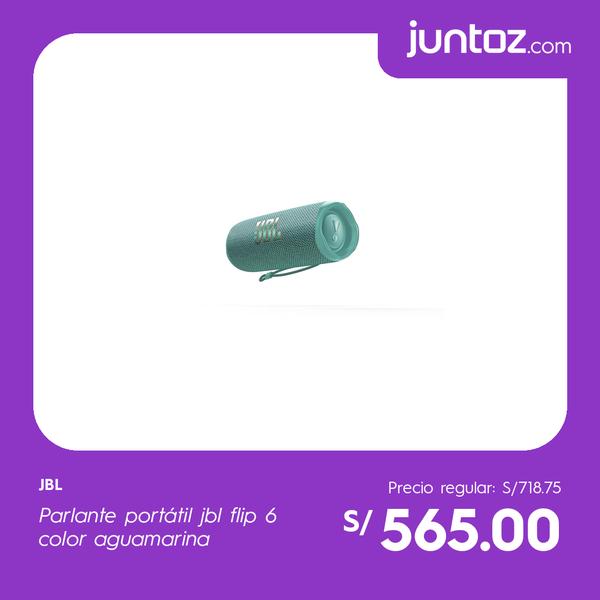 juntoz.com
JBL
JBL
Parlante portátil jbl flip 6
color aguamarina
Precio regular: S/718.75
S/ 565.00